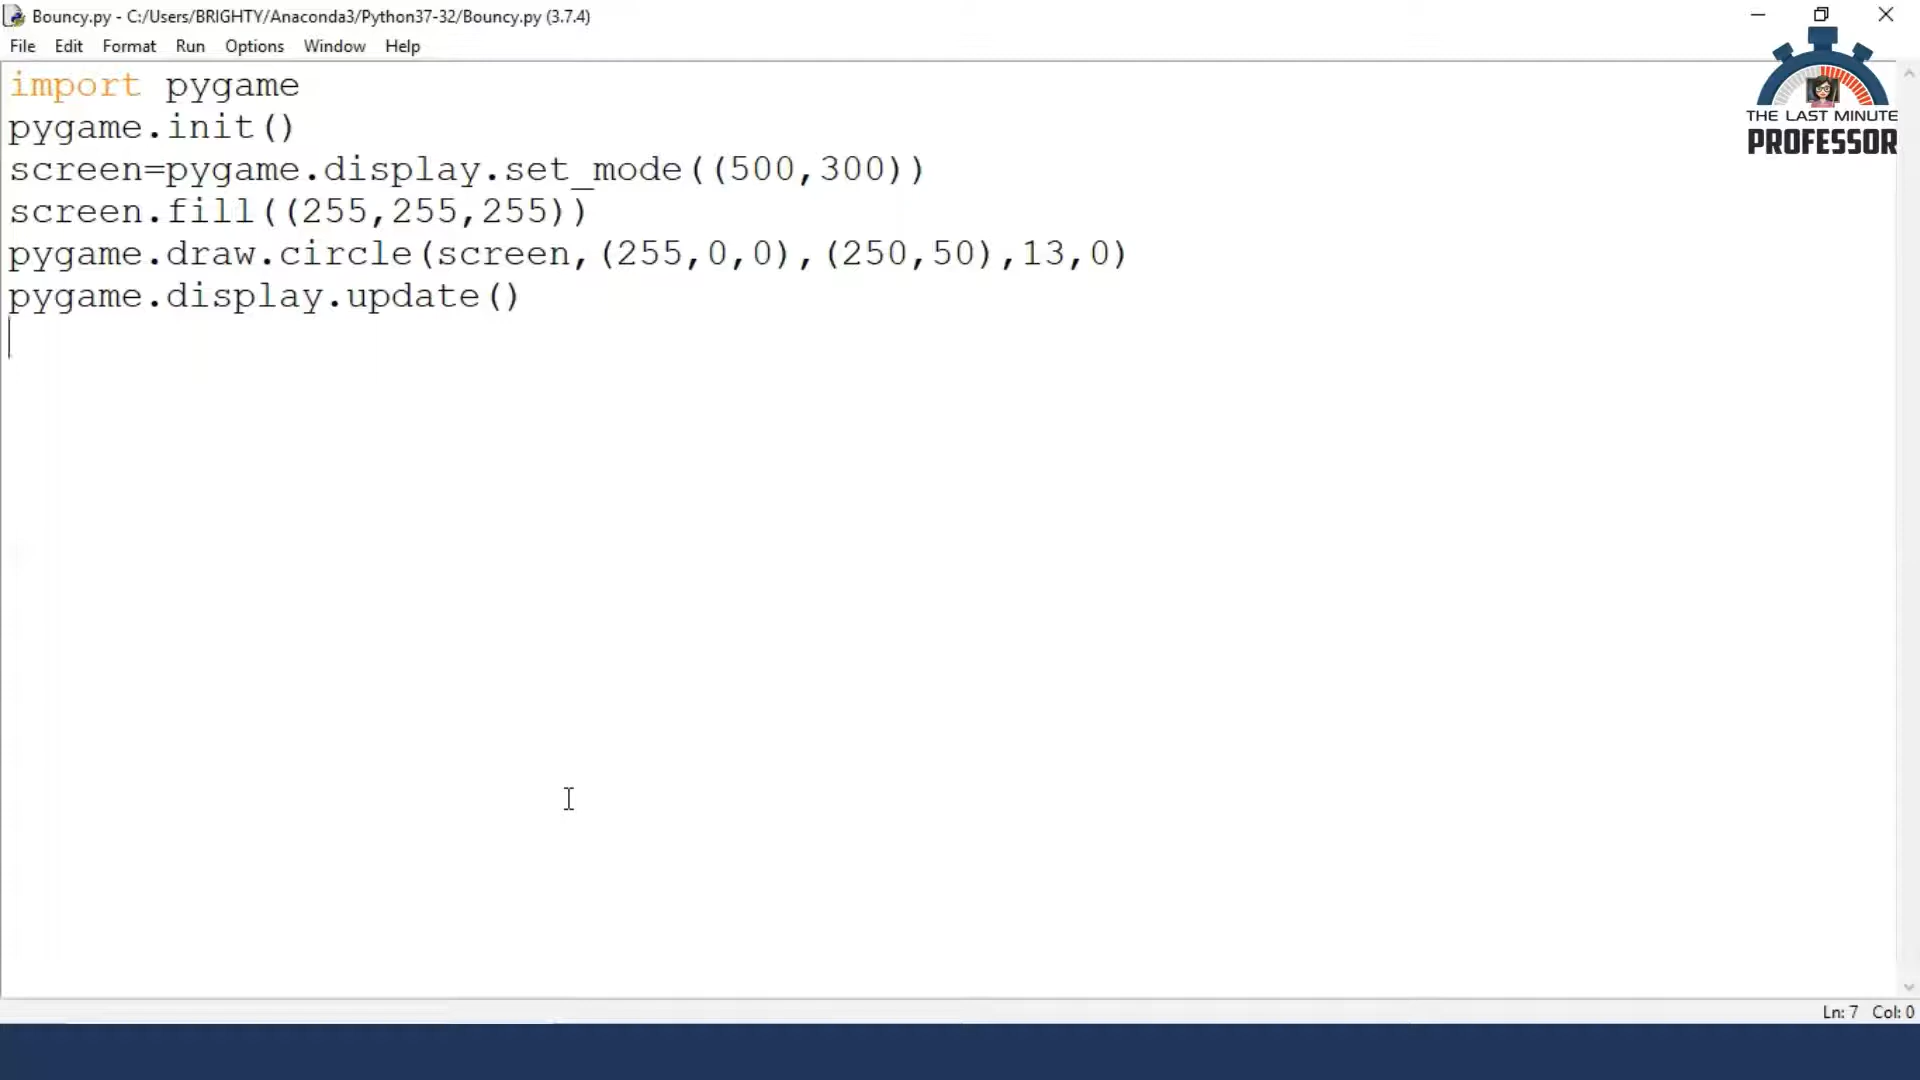 Bouncy.py - C:/Users/BRIGHTY/Anaconda3/Python37-32/Bouncy.py (3.7.4)
File Edit Format Run Options Window Help
import pygame
pygame.init()
screen=pygame.display.set_mode((500,300))
screen.fill((255,255,255))
pygame.draw.circle(screen,(255,0,0),(250,50),13,0)
pygame.display.update()
THE LAST MINUTE
PROFESSOR
Ln: 7 Col: 0